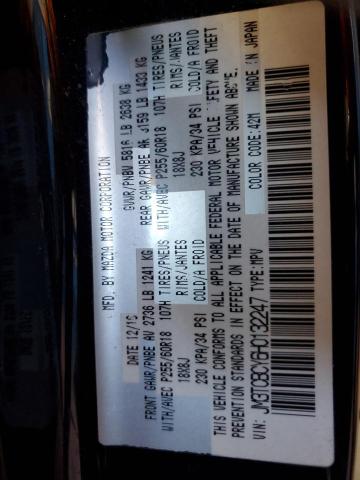 MFD. BY MAZDA MOTOR CORPORATION
DATE 12/16 GVWR/PNBV 5816 LB 2638 KG
FRONT GAWR/PNBE AV 2736 LB 1241 KG REAR GAWR/PNBE AR 3159 LB 1433 KG
WITH/AVEC P255/60R18 107H TIRES/PNEUS WITH/AVEC P255/60R18 107H TIRES/PNEUS
18X8J RIMS/JANTES 18X8J RIMS/JANTES
230 KPA/34 PSI COLD/A FROID 230 KPA/34 PSI COLD/A FROID
THIS VEHICLE CONFORMS TO ALL APPLICABLE FEDERAL MOTOR VEHICLE SAFETY AND THEFT
PREVENTION STANDARDS IN EFFECT ON THE DATE OF MANUFACTURE SHOWN ABOVE.
MADE IN JAPAN
VIN: JM3TCBCY6H0132247 TYPE: MPV COLOR CODE: 42M